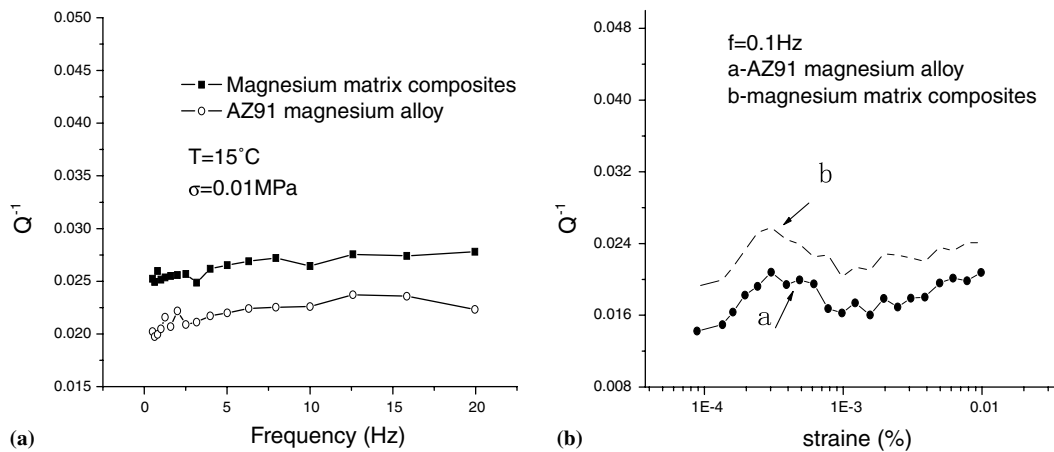 0.050
0.045
0.040
0.035
0.030
0.025
0.020
0.015
Q⁻¹
Magnesium matrix composites
AZ91 magnesium alloy
T=15°C
σ=0.01MPa
0
5
10
15
20
Frequency (Hz)
(a)
0.048
0.040
0.032
0.024
0.016
0.008
Q⁻¹
f=0.1Hz
a-AZ91 magnesium alloy
b-magnesium matrix composites
b
a
1E-4
1E-3
0.01
straine (%)
(b)